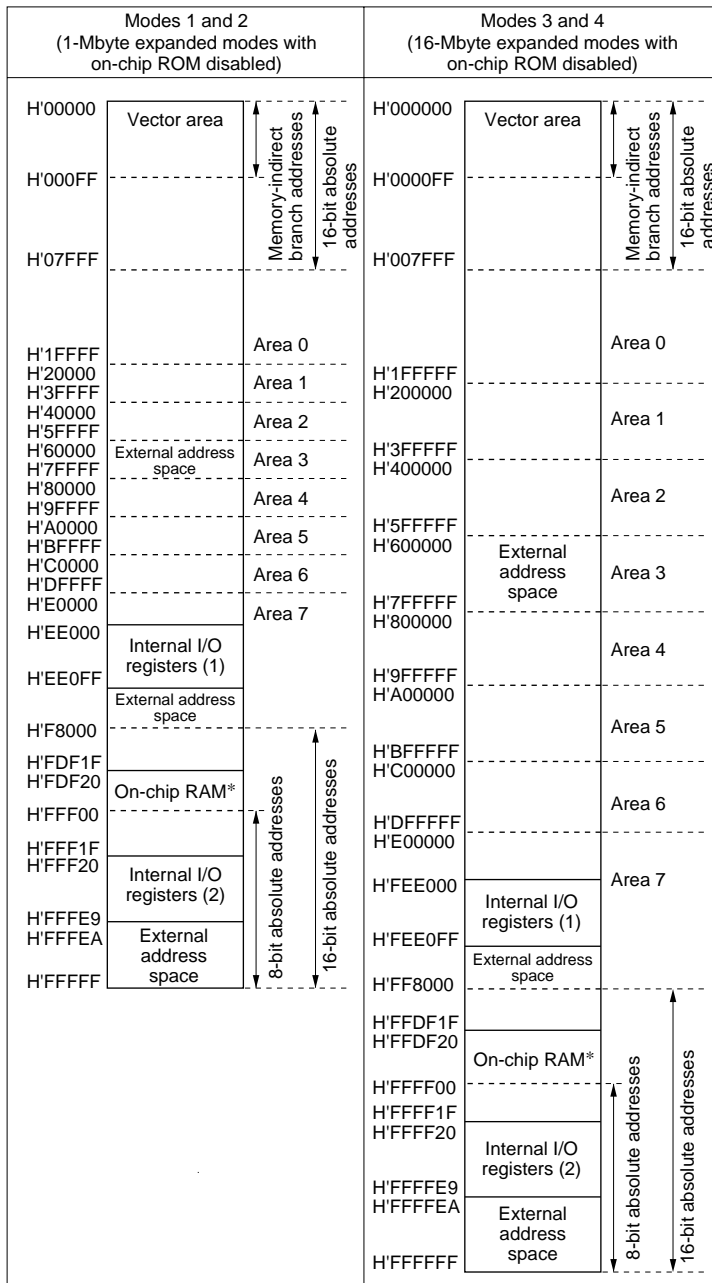 Modes 1 and 2
(1-Mbyte expanded modes with
on-chip ROM disabled)
H'00000
Vector area
H'000FF
H'07FFF
Memory-indirect
branch addresses
16-bit absolute
addresses
H'1FFFF
Area 0
H'20000
H'3FFFF
Area 1
H'40000
H'5FFFF
Area 2
H'60000
H'7FFFF
External address
space
Area 3
H'80000
H'9FFFF
Area 4
H'A0000
H'BFFFF
Area 5
H'C0000
H'DFFFF
Area 6
H'E0000
Area 7
H'EE000
Internal I/O
registers (1)
H'EE0FF
External address
space
H'F8000
H'FDF1F
H'FDF20
On-chip RAM*
H'FFF00
H'FFF1F
H'FFF20
Internal I/O
registers (2)
H'FFFE9
H'FFFEA
External
address
space
H'FFFFF
8-bit absolute addresses
16-bit absolute addresses
Modes 3 and 4
(16-Mbyte expanded modes with
on-chip ROM disabled)
H'000000
Vector area
H'0000FF
H'007FFF
Memory-indirect
branch addresses
16-bit absolute
addresses
Area 0
H'1FFFFF
H'200000
Area 1
H'3FFFFF
H'400000
Area 2
H'5FFFFF
H'600000
External
address
space
Area 3
H'7FFFFF
H'800000
Area 4
H'9FFFFF
H'A00000
Area 5
H'BFFFFF
H'C00000
Area 6
H'DFFFFF
H'E00000
Area 7
H'FEE000
Internal I/O
registers (1)
H'FEE0FF
External address
space
H'FF8000
H'FFDF1F
H'FFDF20
On-chip RAM*
H'FFFF00
H'FFFF1F
H'FFFF20
Internal I/O
registers (2)
H'FFFFE9
H'FFFFEA
External
address
space
H'FFFFFF
8-bit absolute addresses
16-bit absolute addresses